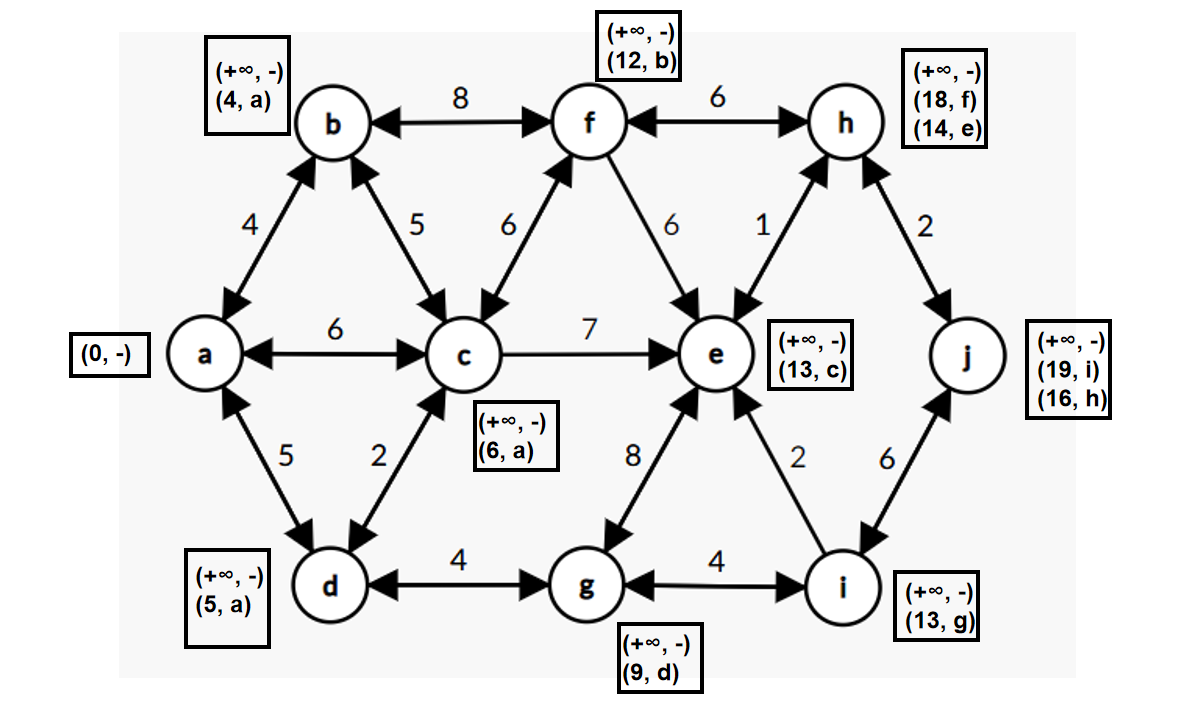 (+∞, -)
(12, b)
(+∞, -)
(4, a)
(+∞, -)
(18, f)
(14, e)
b
8
f
6
h
4
5
6
6
1
2
(0, -)
a
6
c
7
e
(+∞, -)
(13, c)
j
(+∞, -)
(19, i)
(16, h)
(+∞, -)
(6, a)
5
2
8
2
6
(+∞, -)
(5, a)
d
4
g
4
i
(+∞, -)
(13, g)
(+∞, -)
(9, d)